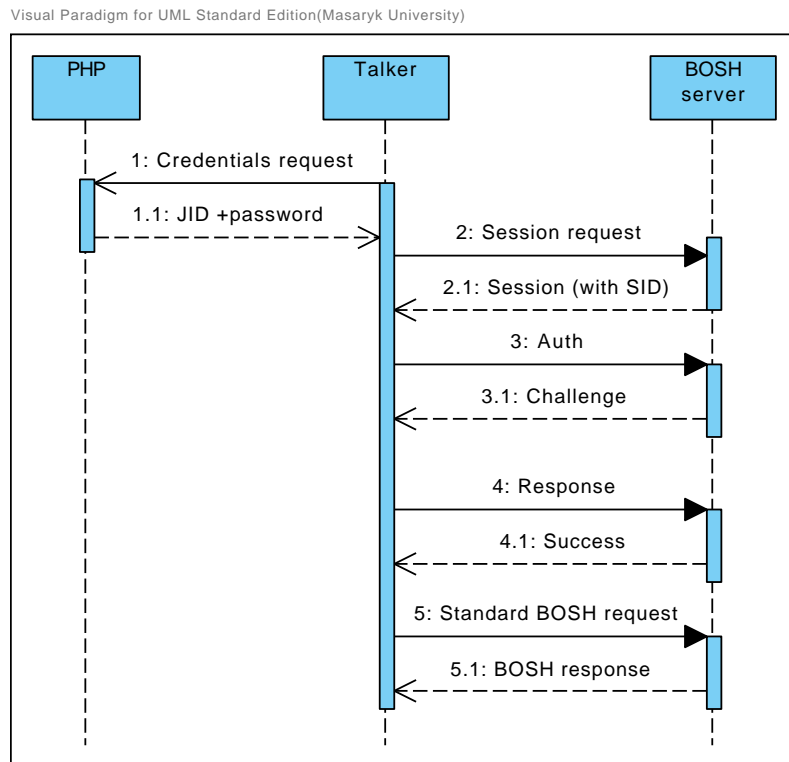 Visual Paradigm for UML Standard Edition(Masaryk University)
PHP
Talker
BOSH
server
1: Credentials request
1.1: JID +password
2: Session request
2.1: Session (with SID)
3: Auth
3.1: Challenge
4: Response
4.1: Success
5: Standard BOSH request
5.1: BOSH response